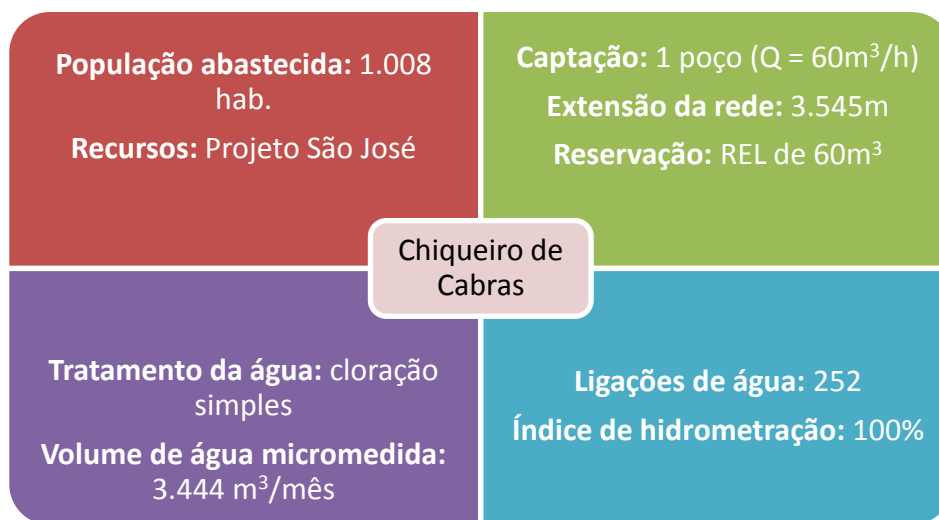 População abastecida: 1.008
hab.
Recursos: Projeto São José
Captação: 1 poço (Q = 60m³/h)
Extensão da rede: 3.545m
Reservação: REL de 60m³
Chiqueiro de
Cabras
Tratamento da água: cloração
simples
Volume de água micromedida:
3.444 m³/mês
Ligações de água: 252
Índice de hidrometração: 100%